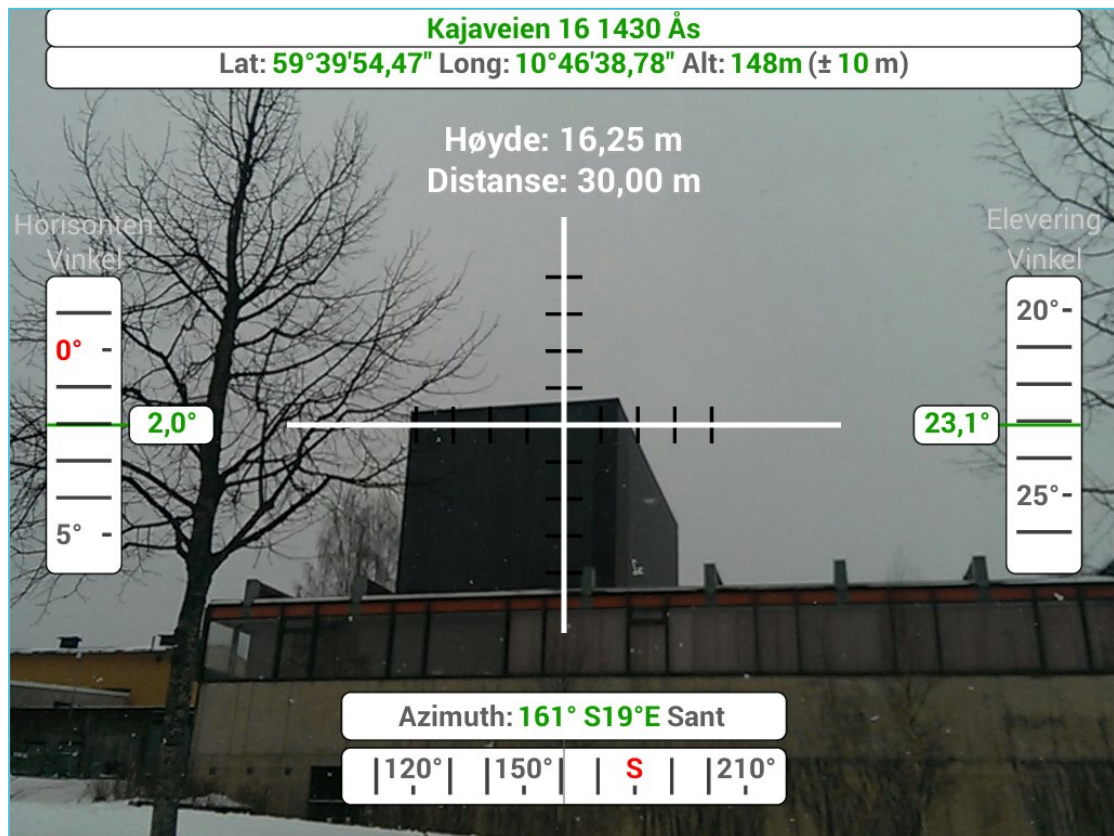 Kajaveien 16 1430 Ås
Lat: 59°39'54,47" Long: 10°46'38,78" Alt: 148m (± 10 m)
Høyde: 16,25 m
Distanse: 30,00 m
Horisonten
Vinkel
0°
2,0°
5°
Elevering
Vinkel
20°
23,1°
25°
Azimuth: 161° S19°E Sant
120° 150° S 210°